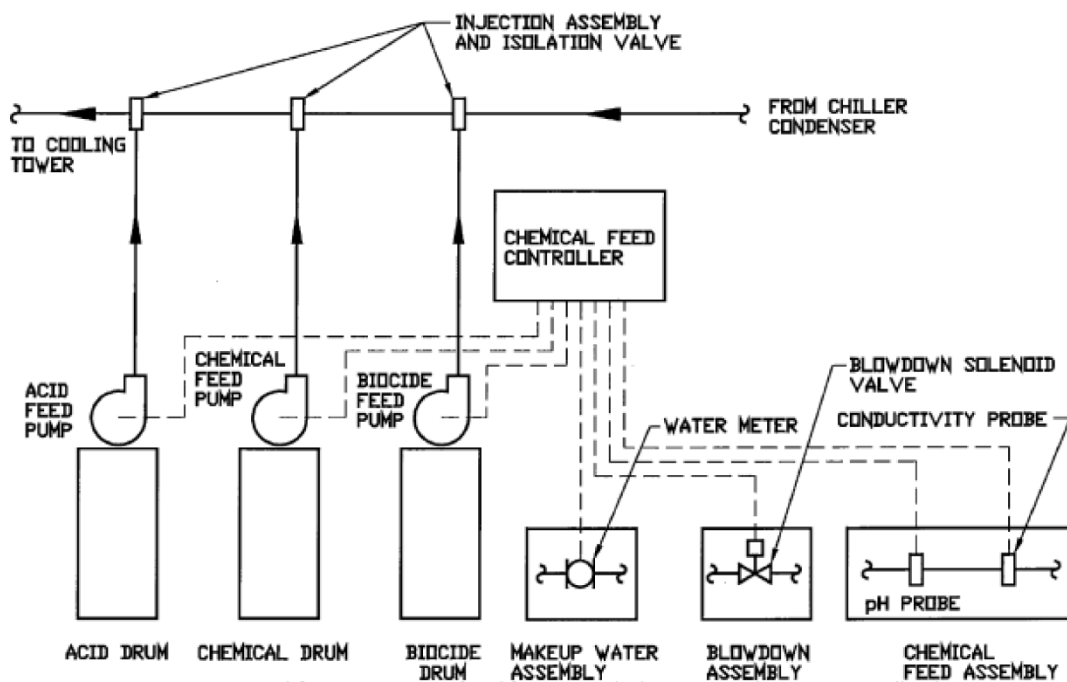 INJECTION ASSEMBLY
AND ISOLATION VALVE
FROM CHILLER
CONDENSER
TO COOLING
TOWER
CHEMICAL FEED
CONTROLLER
CHEMICAL
FEED
PUMP
ACID
FEED
PUMP
BIOCIDE
FEED
PUMP
BLOWDOWN SOLENOID
VALVE
WATER METER
CONDUCTIVITY PROBE
pH PROBE
ACID DRUM
CHEMICAL DRUM
BIOCIDE
DRUM
MAKEUP WATER
ASSEMBLY
BLOWDOWN
ASSEMBLY
CHEMICAL
FEED ASSEMBLY